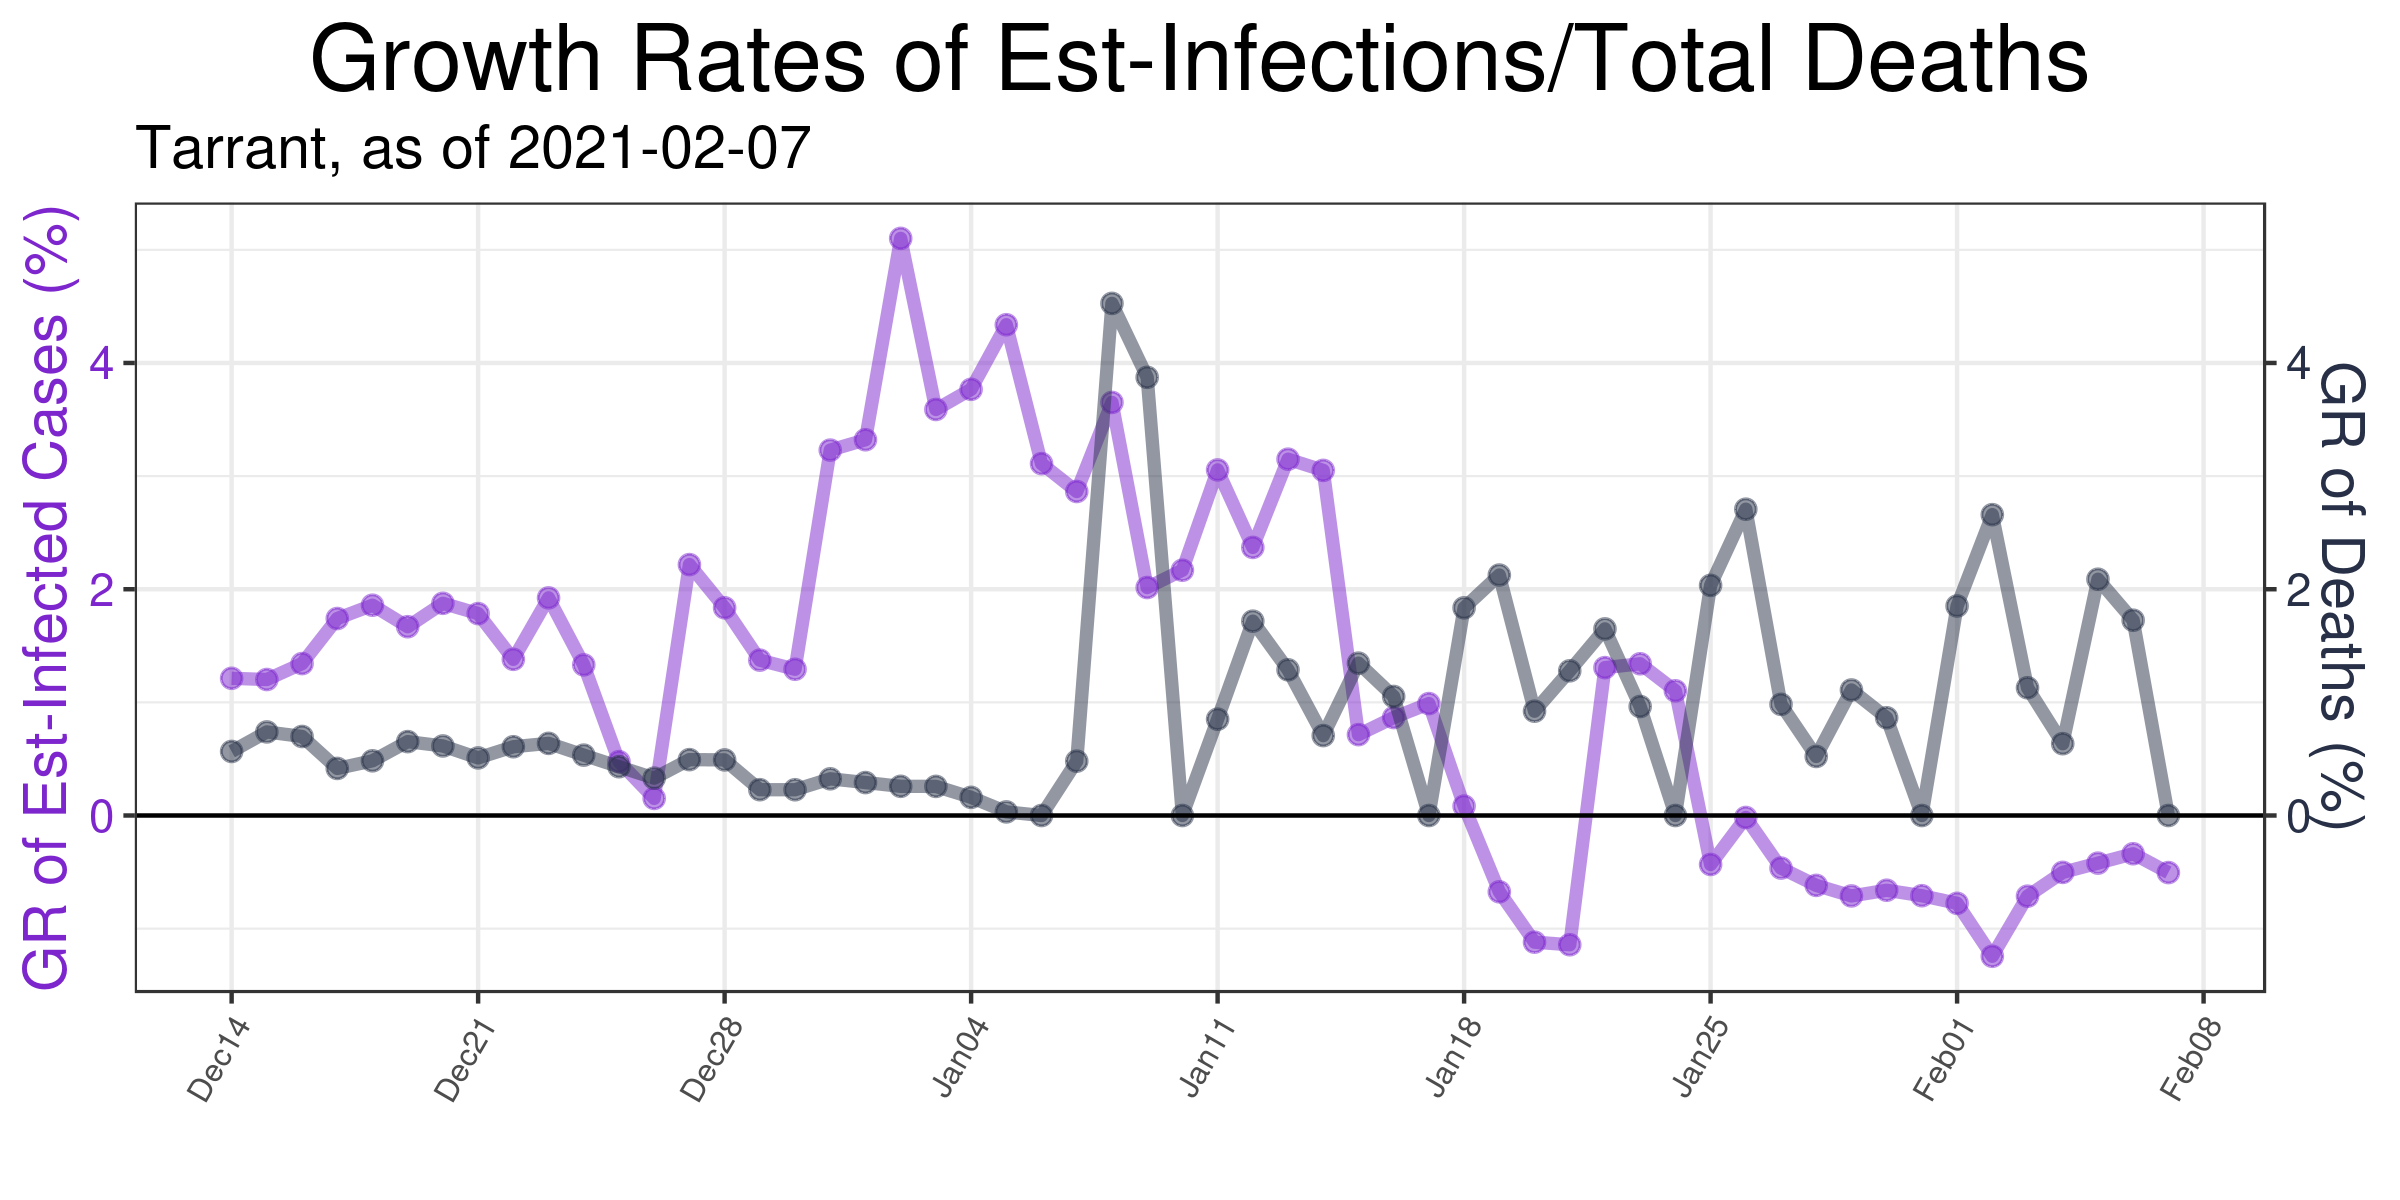 Growth Rates of Est-Infections/Total Deaths
Tarrant, as of 2021-02-07
GR of Est-Infected Cases (%)
4
2
0
4
2
0
GR of Deaths (%)
Dec14
Dec21
Dec28
Jan04
Jan11
Jan18
Jan25
Feb01
Feb08